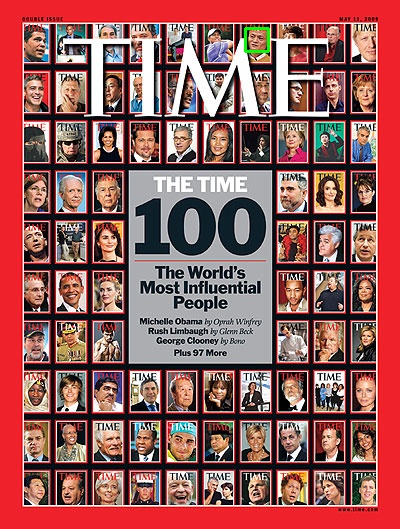 DOUBLE ISSUE
MAY 11, 2009
TIME
THE TIME
100
The World's
Most Influential
People
Michelle Obama by Oprah Winfrey
Rush Limbaugh by Glenn Beck
George Clooney by Bono
Plus 97 More
www.time.com